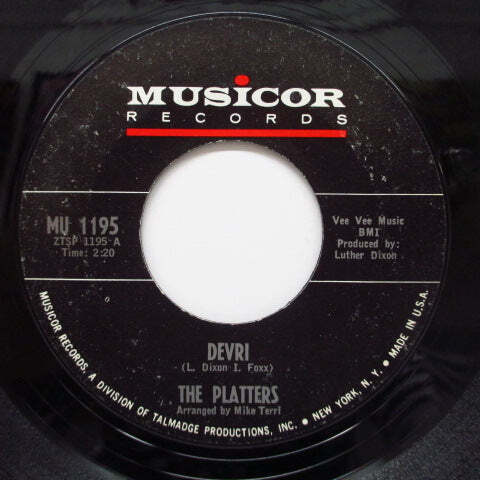 MUSICOR
RECORDS
MU 1195
ZTSP 1195-A
Time: 2:20
Vee Vee Music
BMI
Produced by:
Luther Dixon
DEVRI
(L. Dixon I. Foxx)
THE PLATTERS
Arranged by Mike Terri
MUSICOR RECORDS, A DIVISION OF TALMADGE PRODUCTIONS, INC. • NEW YORK, N.Y. • MADE IN U.S.A.